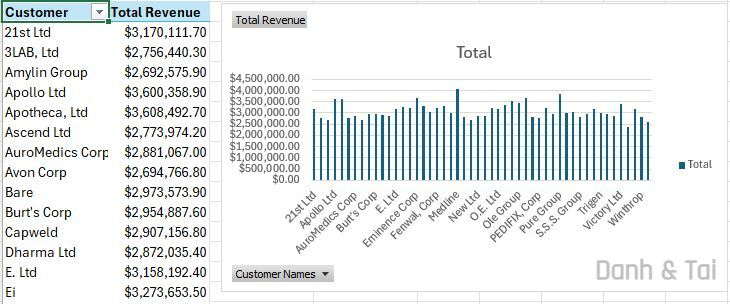 Customer Total Revenue
21st Ltd $3,170,111.70
3LAB, Ltd $2,756,440.30
Amylin Group $2,692,575.90
Apollo Ltd $3,600,358.90
Apotheca, Ltd $3,608,492.70
Ascend Ltd $2,773,974.20
AuroMedics Corp $2,881,067.00
Avon Corp $2,694,766.80
Bare $2,973,573.90
Burt's Corp $2,954,887.60
Capweld $2,907,156.80
Dharma Ltd $2,872,035.40
E. Ltd $3,158,192.40
Ei $3,273,653.50
Total Revenue
Total
$4,500,000.00
$4,000,000.00
$3,500,000.00
$3,000,000.00
$2,500,000.00
$2,000,000.00
$1,500,000.00
$1,000,000.00
$500,000.00
$0.00
21st Ltd
Apollo Ltd
AuroMedics Corp
Burt's Corp
E. Ltd
Eminence Corp
Fenwal, Corp
Medline
New Ltd
O.E. Ltd
Ole Group
PEDIFIX, Corp
Pure Group
S.S.S. Group
Trigen
Victory Ltd
Winthrop
Total
Customer Names
Danh & Tai